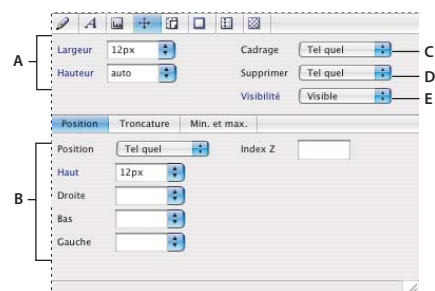 A
Largeur 12px Cadrage Tel quel C
A Hauteur auto Supprimer Tel quel D
Visibilité Visible E
Position Troncature Min. et max.
Position Tel quel Index Z
Haut 12px
Droite
B
Bas
Gauche